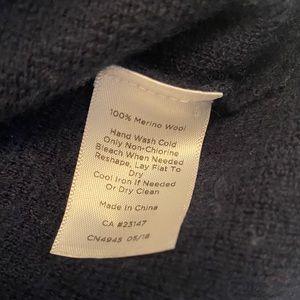 100% Merino Wool
Hand Wash Cold
Only Non-Chlorine
Bleach When Needed
Reshape, Lay Flat To
Dry
Cool Iron If Needed
Or Dry Clean
Made In China
CA #23147
CN4945 05/18